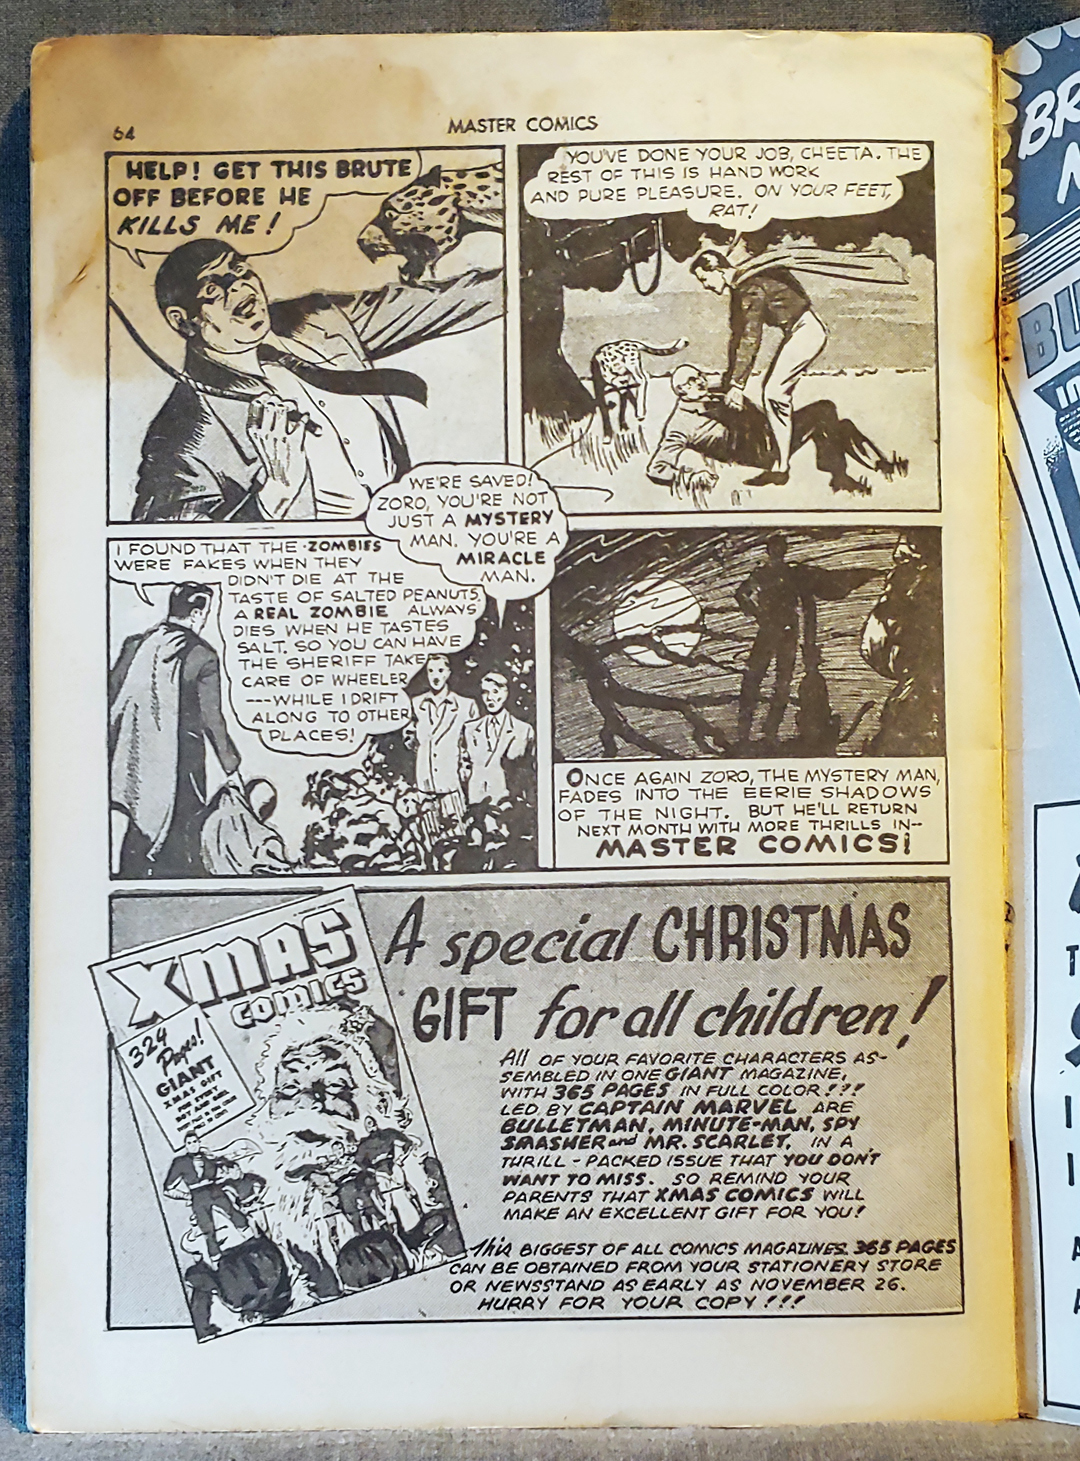 64
MASTER COMICS
HELP! GET THIS BRUTE
OFF BEFORE HE
KILLS ME!
YOU'VE DONE YOUR JOB, CHEETA. THE
REST OF THIS IS HAND WORK
AND PURE PLEASURE. ON YOUR FEET,
RAT!
WE'RE SAVED!
ZORO, YOU'RE NOT
JUST A MYSTERY
MAN. YOU'RE A
MIRACLE
MAN.
I FOUND THAT THE ZOMBIES
WERE FAKES WHEN THEY
DIDN'T DIE AT THE
TASTE OF SALTED PEANUTS.
A REAL ZOMBIE ALWAYS
DIES WHEN HE TASTES
SALT. SO YOU CAN HAVE
THE SHERIFF TAKE
CARE OF WHEELER
---WHILE I DRIFT
ALONG TO OTHER
PLACES!
ONCE AGAIN ZORO, THE MYSTERY MAN,
FADES INTO THE EERIE SHADOWS
OF THE NIGHT. BUT HE'LL RETURN
NEXT MONTH WITH MORE THRILLS IN--
MASTER COMICS!
XMAS
COMICS
324
Pages!
GIANT
XMAS GIFT
FOR EVERY
BOY AND GIRL
A special CHRISTMAS
GIFT for all children!
All OF YOUR FAVORITE CHARACTERS AS-
SEMBLED IN ONE GIANT MAGAZINE,
WITH 365 PAGES IN FULL COLOR!!!
LED BY CAPTAIN MARVEL ARE
BULLETMAN, MINUTE-MAN, SPY
SMASHER and MR. SCARLET, IN A
THRILL-PACKED ISSUE THAT YOU DON'T
WANT TO MISS. SO REMIND YOUR
PARENTS THAT XMAS COMICS WILL
MAKE AN EXCELLENT GIFT FOR YOU!
This BIGGEST OF ALL COMICS MAGAZINES. 365 PAGES
CAN BE OBTAINED FROM YOUR STATIONERY STORE
OR NEWSSTAND AS EARLY AS NOVEMBER 26.
HURRY FOR YOUR COPY!!!